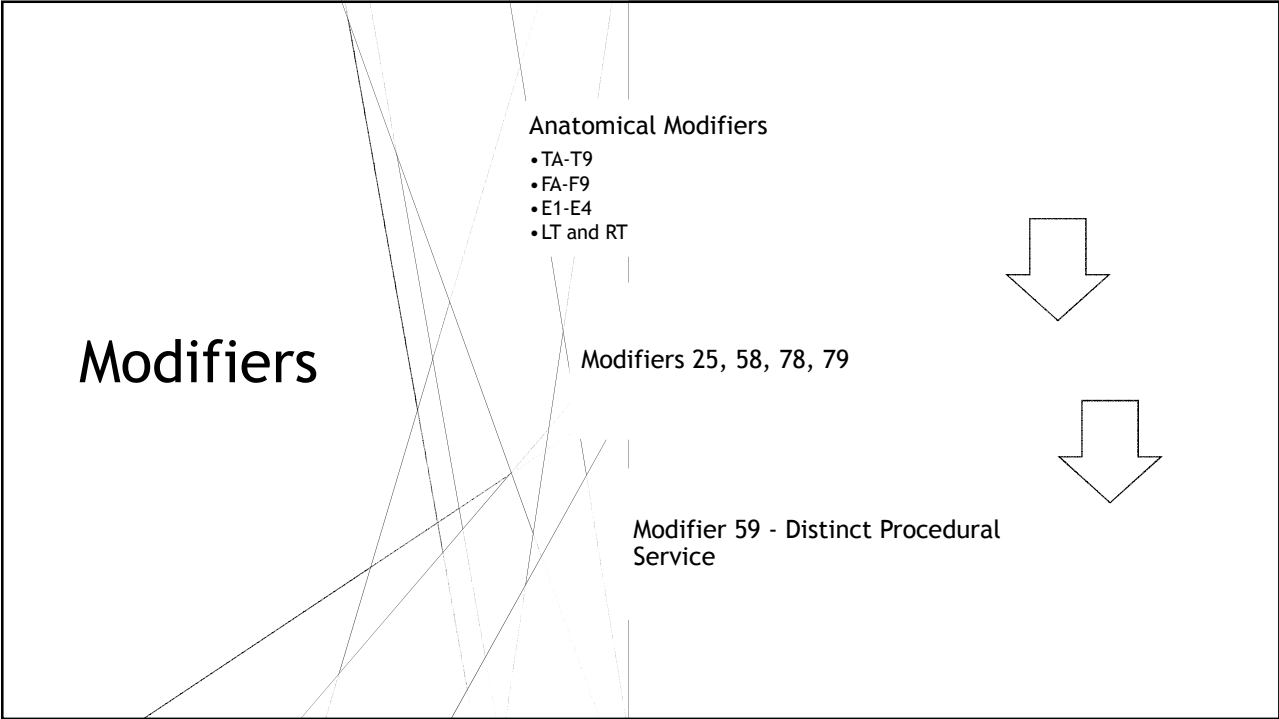 Modifiers
Anatomical Modifiers
•TA-T9
•FA-F9
•E1-E4
•LT and RT
Modifiers 25, 58, 78, 79
Modifier 59 - Distinct Procedural
Service